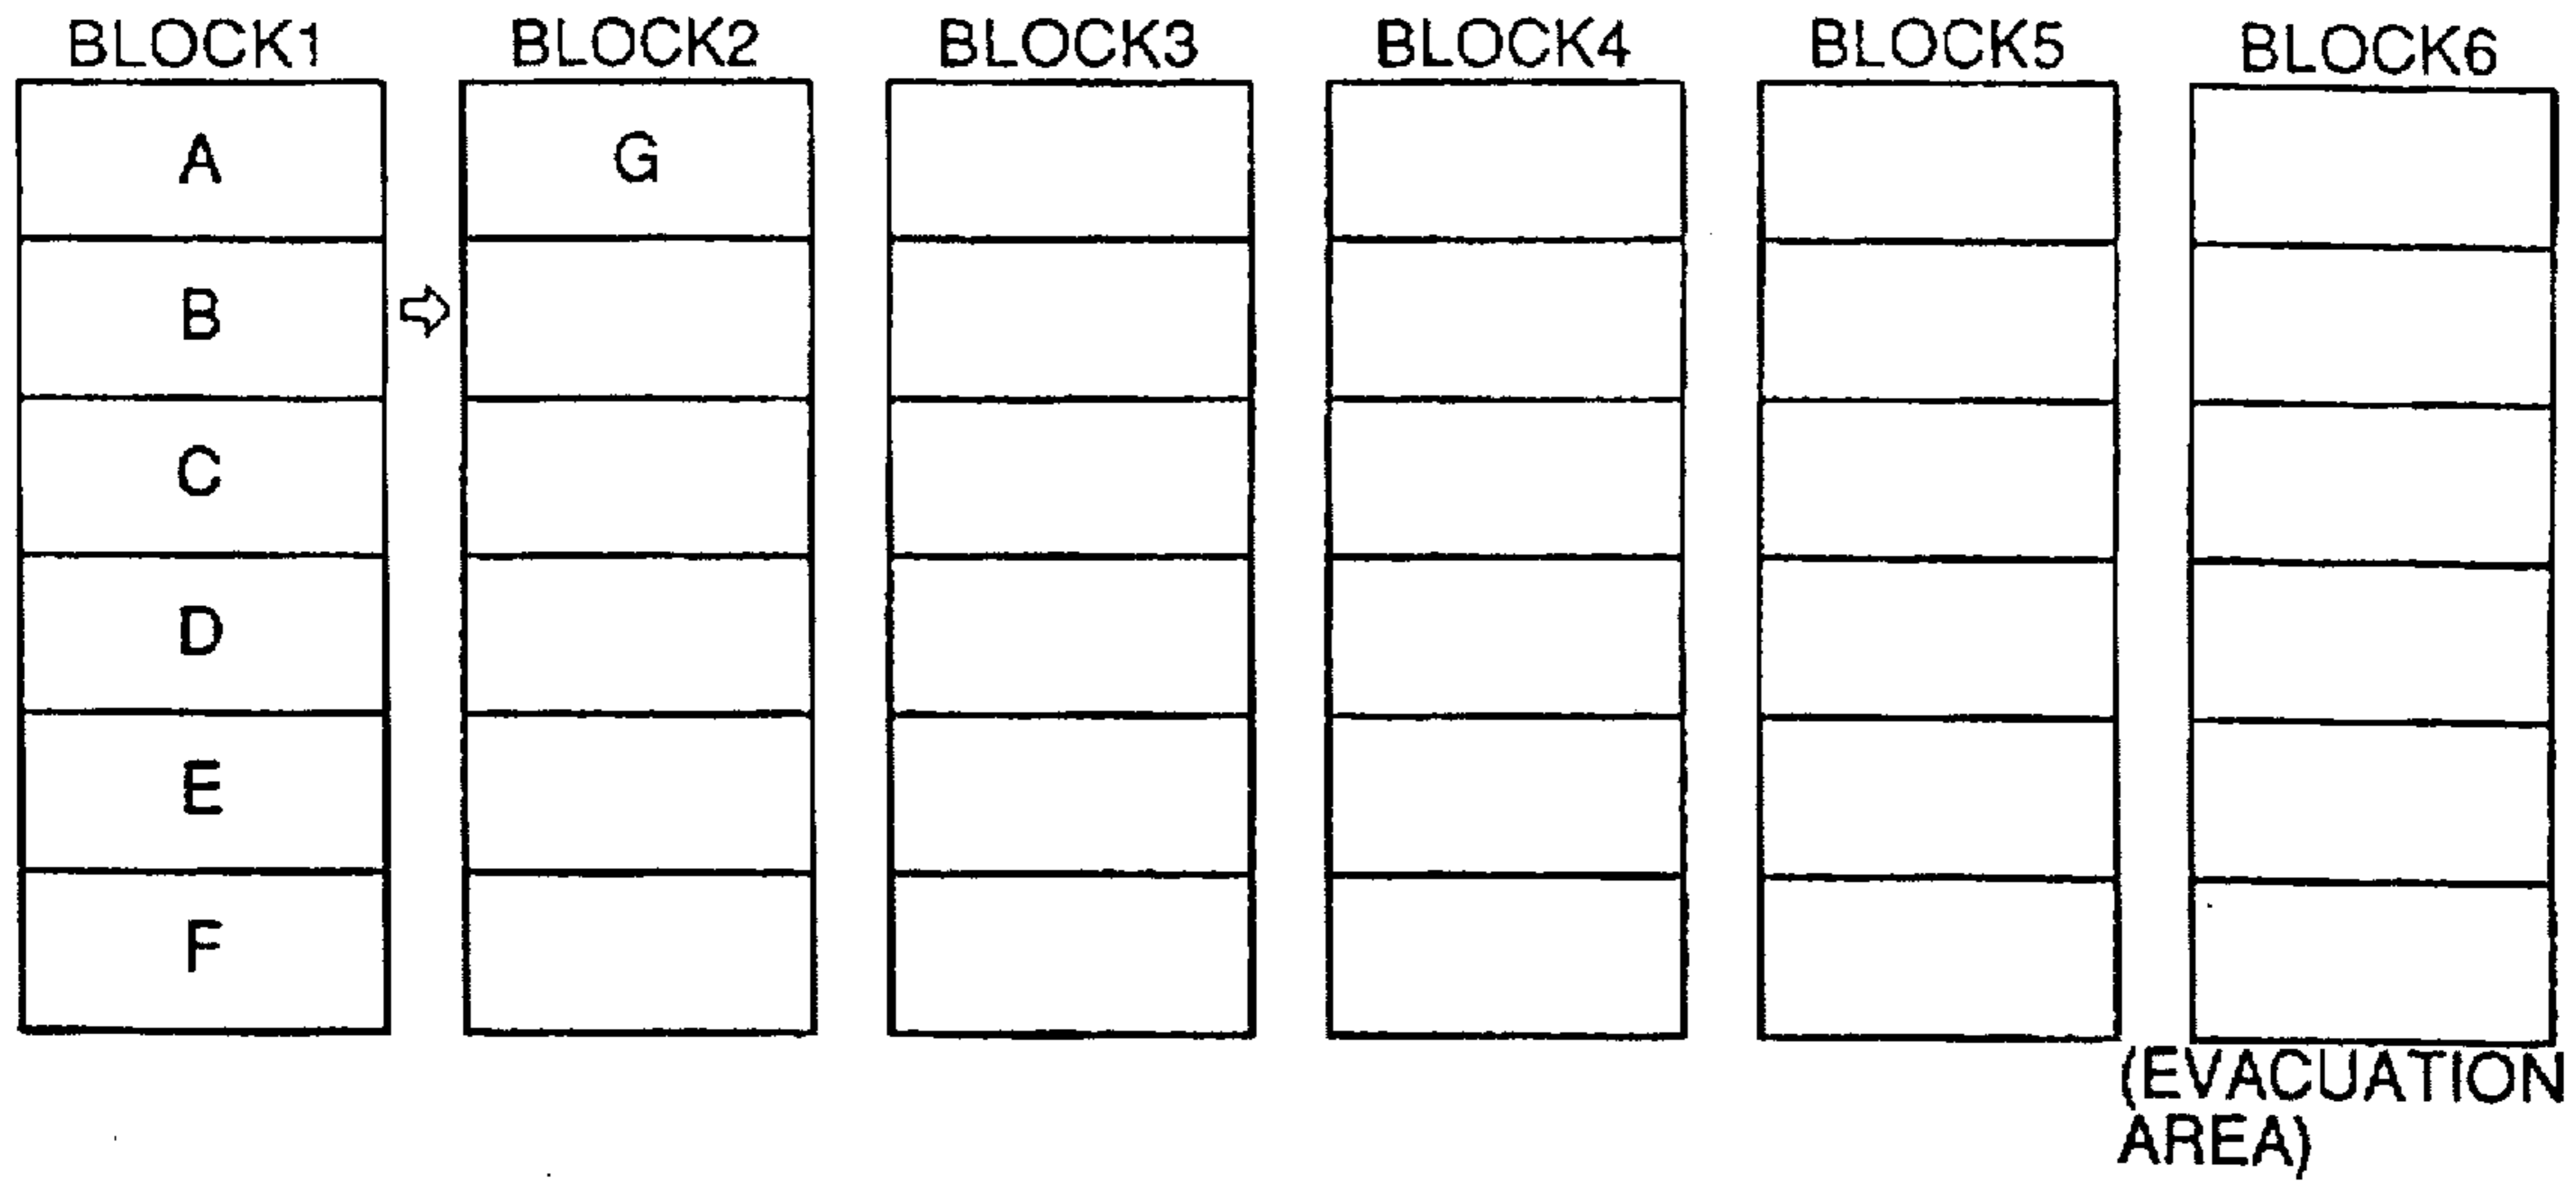 BLOCK1 BLOCK2 BLOCK3 BLOCK4 BLOCK5 BLOCK6
A G
B
C
D
E
F
(EVACUATION
AREA)